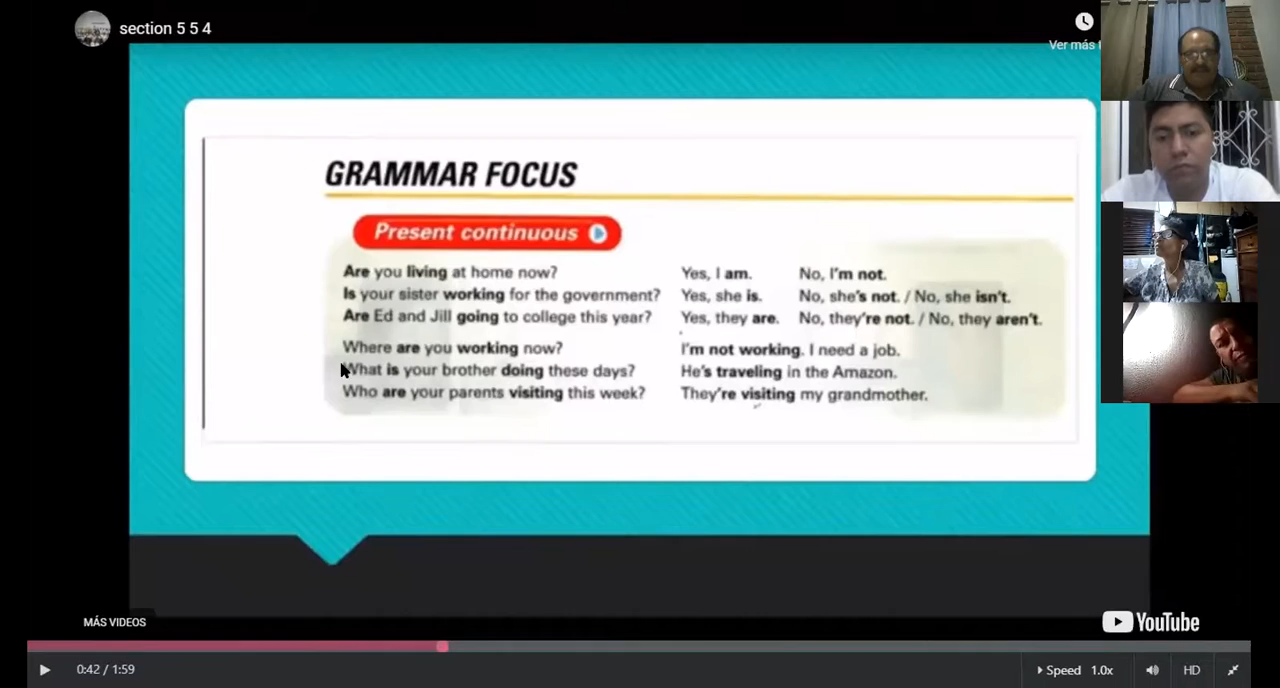 section 5 5 4
Ver más
GRAMMAR FOCUS
Present continuous
Are you living at home now? Yes, I am. No, I'm not.
Is your sister working for the government? Yes, she is. No, she's not. / No, she isn't.
Are Ed and Jill going to college this year? Yes, they are. No, they're not. / No, they aren't.
Where are you working now? I'm not working. I need a job.
What is your brother doing these days? He's traveling in the Amazon.
Who are your parents visiting this week? They're visiting my grandmother.
MÁS VIDEOS
YouTube
0:42 / 1:59
Speed 1.0x
HD